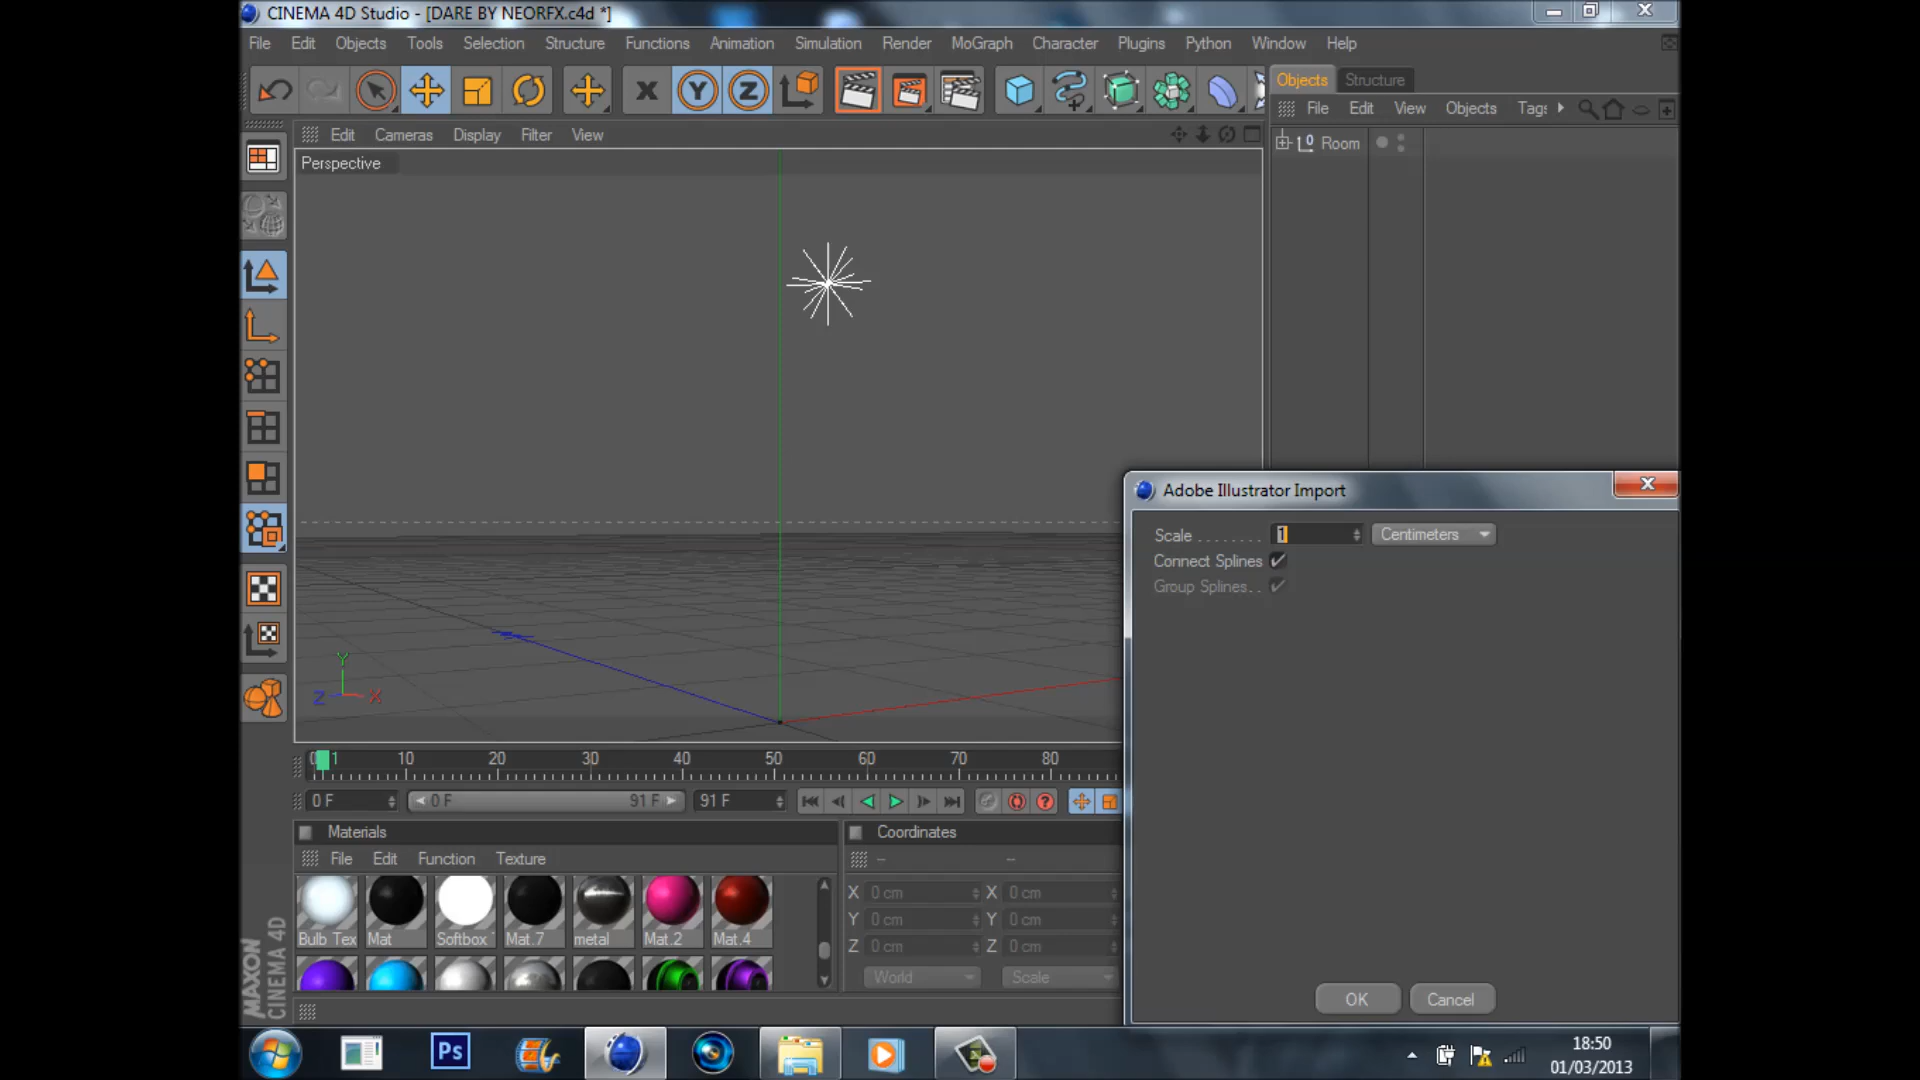 CINEMA 4D Studio - [DARE BY NEORFX.c4d *]
File Edit Objects Tools Selection Structure Functions Animation Simulation Render MoGraph Character Plugins Python Window Help
X Y Z
Objects Structure
File Edit View Objects Tags
Edit Cameras Display Filter View
Perspective
0 Room
Adobe Illustrator Import
Scale . . . . . . . . 1 Centimeters
Connect Splines
Group Splines. .
Y
Z X
0 1 10 20 30 40 50 60 70 80
0 F 0 F 91 F 91 F
Materials
File Edit Function Texture
Bulb Tex Mat Softbox Mat.7 metal Mat.2 Mat.4
Coordinates
-- --
X 0 cm X 0 cm
Y 0 cm Y 0 cm
Z 0 cm Z 0 cm
World Scale
OK Cancel
MAXON
CINEMA 4D
Ps
18:50
01/03/2013